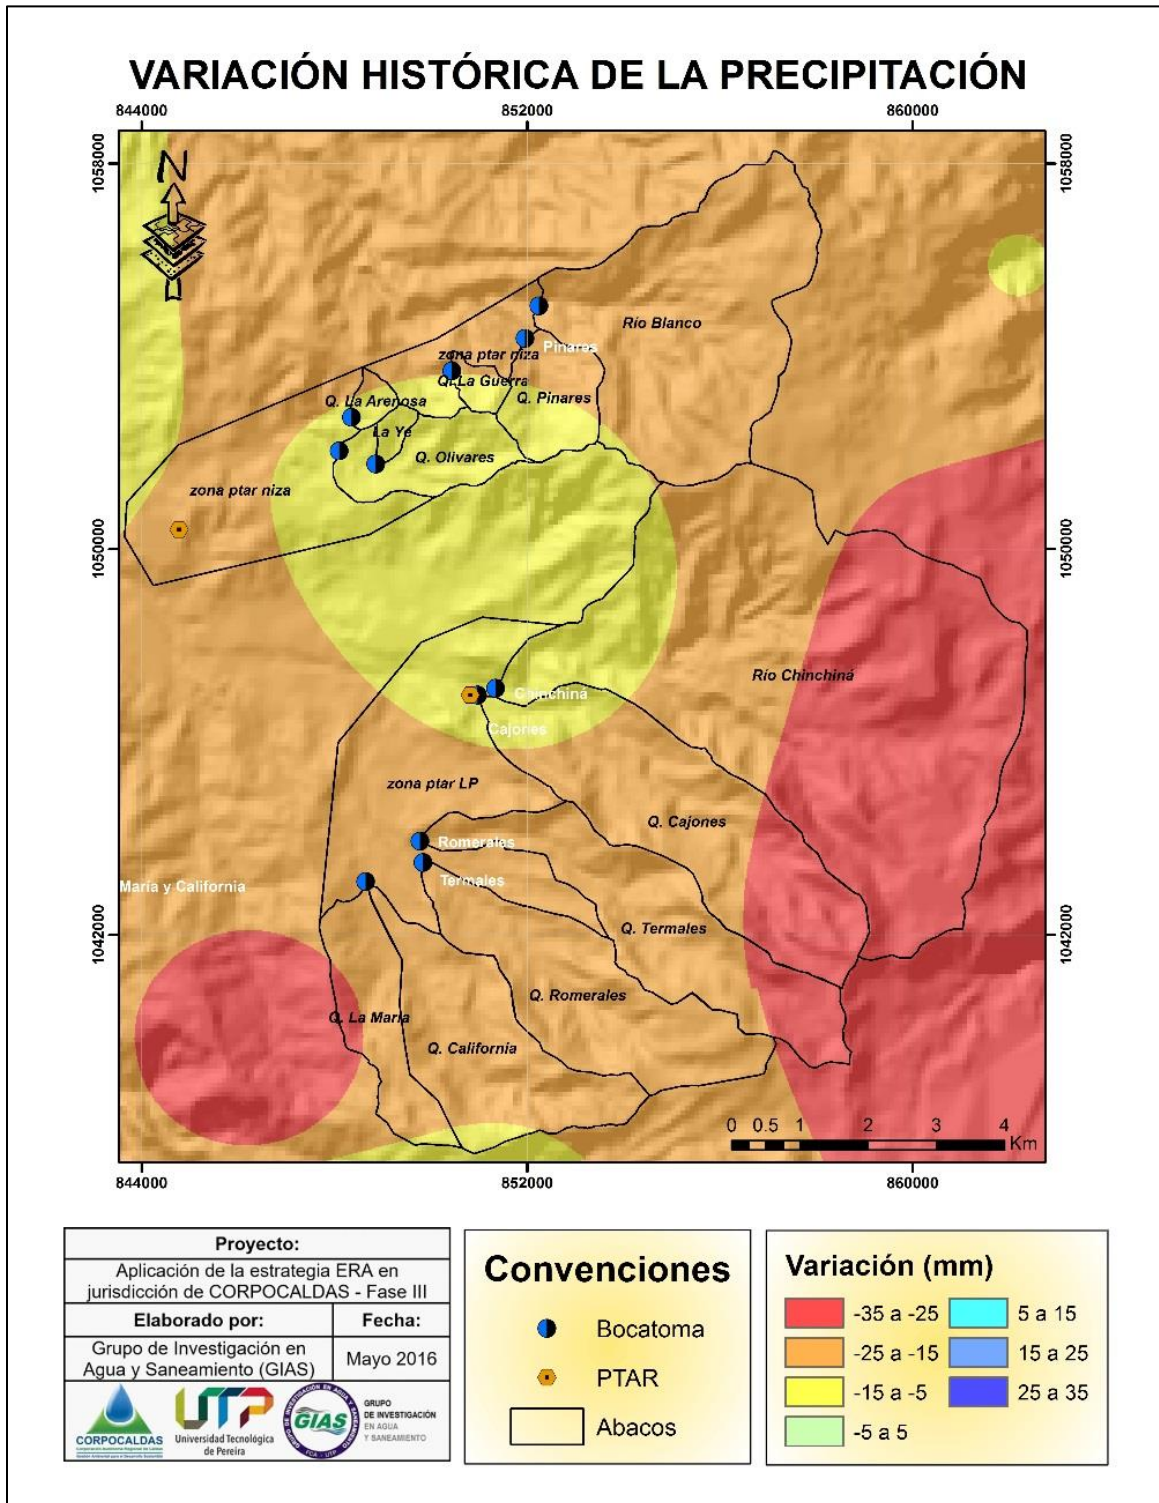 VARIACIÓN HISTÓRICA DE LA PRECIPITACIÓN
844000
852000
860000
1058000
1058000
N
Río Blanco
Pinares
zona ptar niza
Q. La Guerra
Q. Pinares
Q. La Arenosa
La Ye
Q. Olivares
zona ptar niza
1050000
1050000
Río Chinchiná
Chinchiná
Cajones
zona ptar LP
Q. Cajones
Romerales
Termales
María y California
Q. Termales
1042000
1042000
Q. Romerales
Q. La María
Q. California
0 0.5 1 2 3 4
Km
844000
852000
860000
Proyecto:
Aplicación de la estrategia ERA en
jurisdicción de CORPOCALDAS - Fase III
Elaborado por:
Fecha:
Grupo de Investigación en
Agua y Saneamiento (GIAS)
Mayo 2016
CORPOCALDAS
UTP
Universidad Tecnológica
de Pereira
GIAS
GRUPO
DE INVESTIGACIÓN
EN AGUA
Y SANEAMIENTO
Convenciones
Bocatoma
PTAR
Abacos
Variación (mm)
-35 a -25
-25 a -15
-15 a -5
-5 a 5
5 a 15
15 a 25
25 a 35